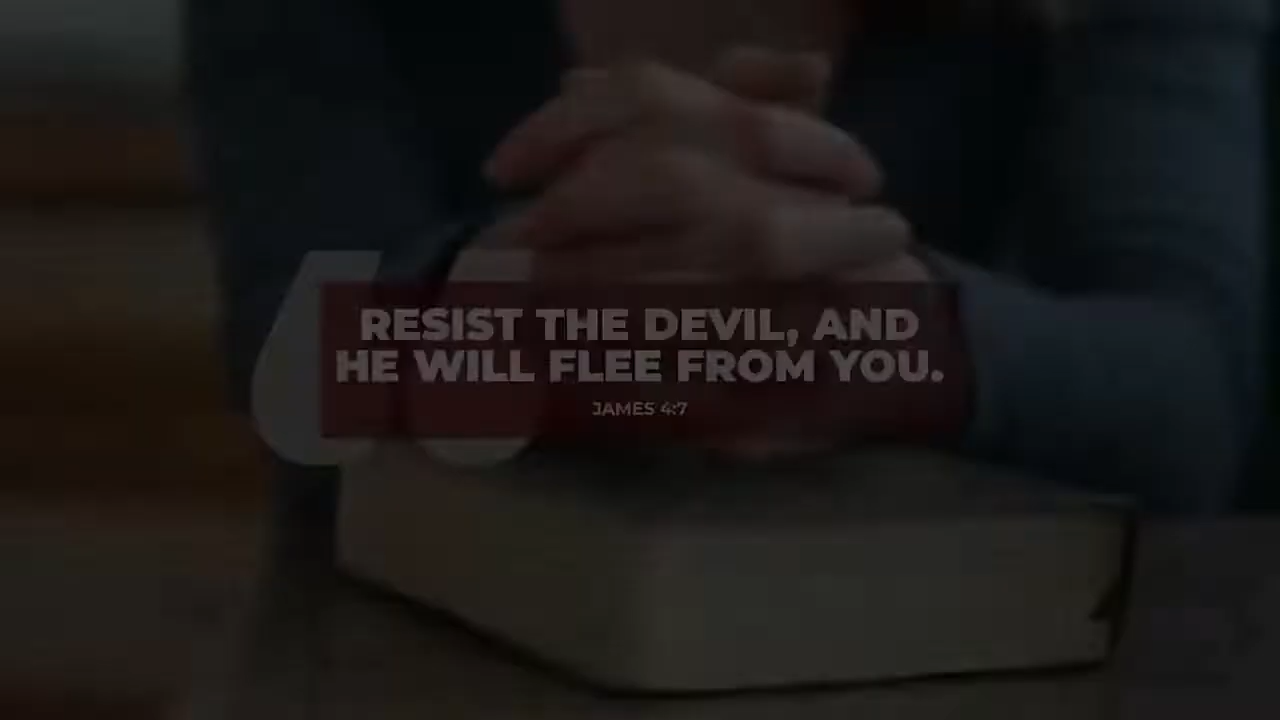 RESIST THE DEVIL, AND
HE WILL FLEE FROM YOU.
JAMES 4:7